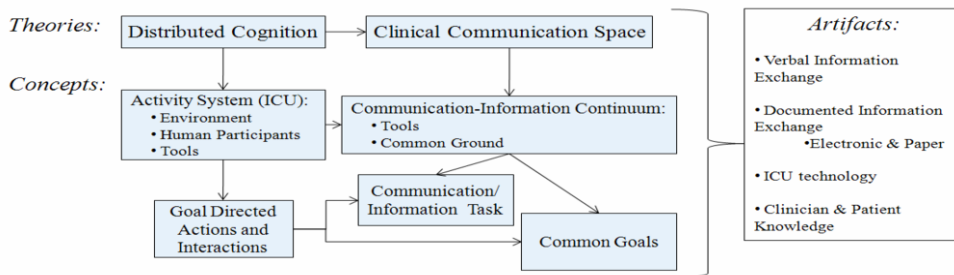 Theories:
Distributed Cognition
Clinical Communication Space
Concepts:
Activity System (ICU):
• Environment
• Human Participants
• Tools
Communication-Information Continuum:
• Tools
• Common Ground
Goal Directed
Actions and
Interactions
Communication/
Information Task
Common Goals
Artifacts:
• Verbal Information
Exchange
• Documented Information
Exchange
• Electronic & Paper
• ICU technology
• Clinician & Patient
Knowledge